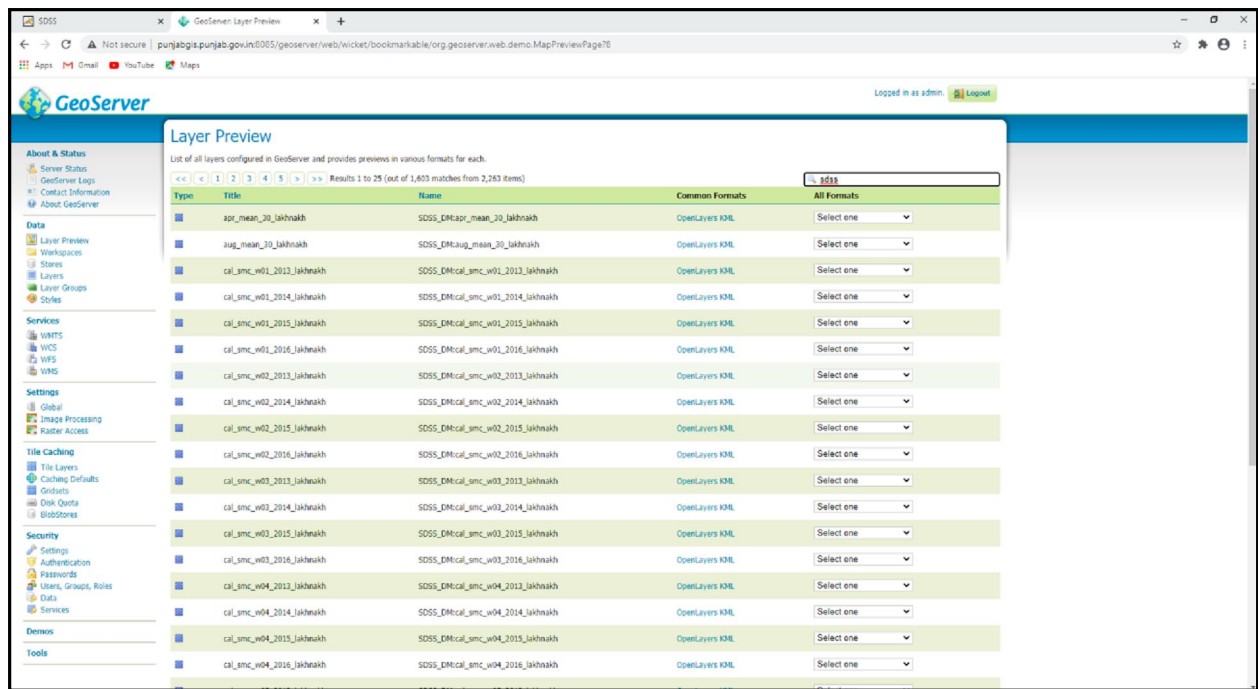 SDSS
GeoServer: Layer Preview
Not secure | punjabgis.punjab.gov.in:8085/geoserver/web/wicket/bookmarkable/org.geoserver.web.demo.MapPreviewPage?8
Apps Gmail YouTube Maps
GeoServer
Logged in as admin. Logout
About & Status
Server Status
GeoServer Logs
Contact Information
About GeoServer
Data
Layer Preview
Workspaces
Stores
Layers
Layer Groups
Styles
Services
WMTS
WCS
WFS
WMS
Settings
Global
Image Processing
Raster Access
Tile Caching
Tile Layers
Caching Defaults
Gridsets
Disk Quota
BlobStores
Security
Settings
Authentication
Passwords
Users, Groups, Roles
Data
Services
Demos
Tools
Layer Preview
List of all layers configured in GeoServer and provides previews in various formats for each.
<< < 1 2 3 4 5 > >> Results 1 to 25 (out of 1,603 matches from 2,263 items) sdss
Type Title Name Common Formats All Formats
apr_mean_30_lakhnakh SDSS_DM:apr_mean_30_lakhnakh OpenLayers KML Select one
aug_mean_30_lakhnakh SDSS_DM:aug_mean_30_lakhnakh OpenLayers KML Select one
cal_smc_w01_2013_lakhnakh SDSS_DM:cal_smc_w01_2013_lakhnakh OpenLayers KML Select one
cal_smc_w01_2014_lakhnakh SDSS_DM:cal_smc_w01_2014_lakhnakh OpenLayers KML Select one
cal_smc_w01_2015_lakhnakh SDSS_DM:cal_smc_w01_2015_lakhnakh OpenLayers KML Select one
cal_smc_w01_2016_lakhnakh SDSS_DM:cal_smc_w01_2016_lakhnakh OpenLayers KML Select one
cal_smc_w02_2013_lakhnakh SDSS_DM:cal_smc_w02_2013_lakhnakh OpenLayers KML Select one
cal_smc_w02_2014_lakhnakh SDSS_DM:cal_smc_w02_2014_lakhnakh OpenLayers KML Select one
cal_smc_w02_2015_lakhnakh SDSS_DM:cal_smc_w02_2015_lakhnakh OpenLayers KML Select one
cal_smc_w02_2016_lakhnakh SDSS_DM:cal_smc_w02_2016_lakhnakh OpenLayers KML Select one
cal_smc_w03_2013_lakhnakh SDSS_DM:cal_smc_w03_2013_lakhnakh OpenLayers KML Select one
cal_smc_w03_2014_lakhnakh SDSS_DM:cal_smc_w03_2014_lakhnakh OpenLayers KML Select one
cal_smc_w03_2015_lakhnakh SDSS_DM:cal_smc_w03_2015_lakhnakh OpenLayers KML Select one
cal_smc_w03_2016_lakhnakh SDSS_DM:cal_smc_w03_2016_lakhnakh OpenLayers KML Select one
cal_smc_w04_2013_lakhnakh SDSS_DM:cal_smc_w04_2013_lakhnakh OpenLayers KML Select one
cal_smc_w04_2014_lakhnakh SDSS_DM:cal_smc_w04_2014_lakhnakh OpenLayers KML Select one
cal_smc_w04_2015_lakhnakh SDSS_DM:cal_smc_w04_2015_lakhnakh OpenLayers KML Select one
cal_smc_w04_2016_lakhnakh SDSS_DM:cal_smc_w04_2016_lakhnakh OpenLayers KML Select one